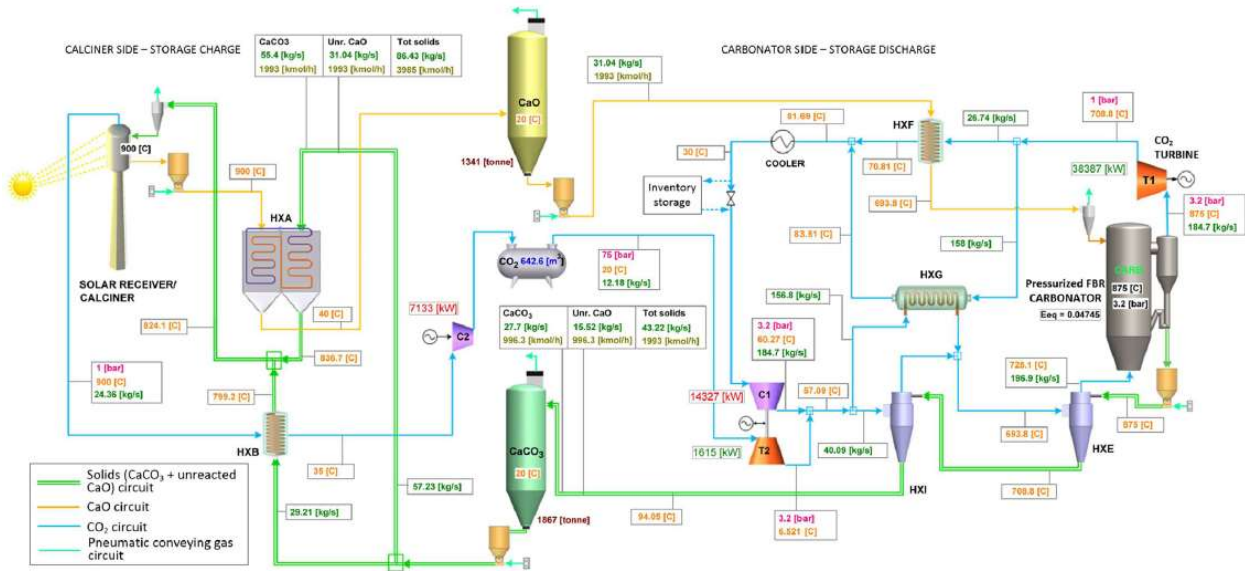 CALCINER SIDE – STORAGE CHARGE
CaCO3
Unr. CaO
Tot solids
55.4 [kg/s]
31.04 [kg/s]
86.43 [kg/s]
1993 [kmol/h]
1993 [kmol/h]
3985 [kmol/h]
CaO
20 [C]
1341 [tonne]
31.04 [kg/s]
1993 [kmol/h]
CARBONATOR SIDE – STORAGE DISCHARGE
900 [C]
900 [C]
HXA
SOLAR RECEIVER/
CALCINER
824.1 [C]
40 [C]
836.7 [C]
1 [bar]
900 [C]
24.36 [kg/s]
799.2 [C]
HXB
35 [C]
29.21 [kg/s]
57.23 [kg/s]
7133 [kW]
C2
CO2 642.6 [m3]
75 [bar]
20 [C]
12.18 [kg/s]
CaCO3
Unr. CaO
Tot solids
27.7 [kg/s]
15.52 [kg/s]
43.22 [kg/s]
996.3 [kmol/h]
996.3 [kmol/h]
1993 [kmol/h]
CaCO3
20 [C]
1867 [tonne]
94.05 [C]
30 [C]
81.69 [C]
COOLER
Inventory
storage
HXF
70.81 [C]
26.74 [kg/s]
1 [bar]
708.8 [C]
CO2
TURBINE
38387 [kW]
T1
693.8 [C]
3.2 [bar]
875 [C]
184.7 [kg/s]
83.51 [C]
158 [kg/s]
HXG
156.8 [kg/s]
CARB
875 [C]
3.2 [bar]
Pressurized FBR
CARBONATOR
Eeq = 0.04745
3.2 [bar]
60.27 [C]
184.7 [kg/s]
14327 [kW]
C1
57.09 [C]
1615 [kW]
T2
40.09 [kg/s]
728.1 [C]
196.9 [kg/s]
693.8 [C]
875 [C]
HXE
HXI
708.8 [C]
3.2 [bar]
6.521 [C]
Solids (CaCO3 + unreacted
CaO) circuit
CaO circuit
CO2 circuit
Pneumatic conveying gas
circuit